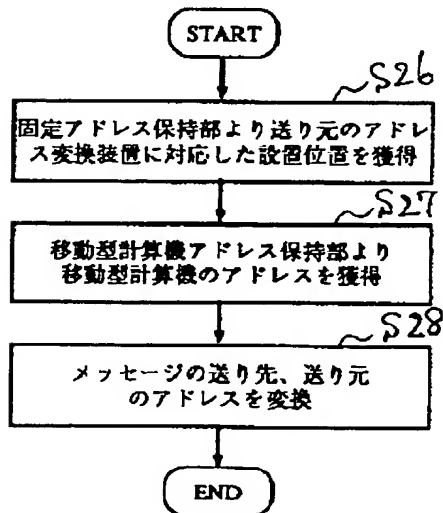 START
S26
固定アドレス保持部より送り元のアドレ
ス変換装置に対応した設置位置を獲得
S27
移動型計算機アドレス保持部より
移動型計算機のアドレスを獲得
S28
メッセージの送り先、送り元
のアドレスを変換
END